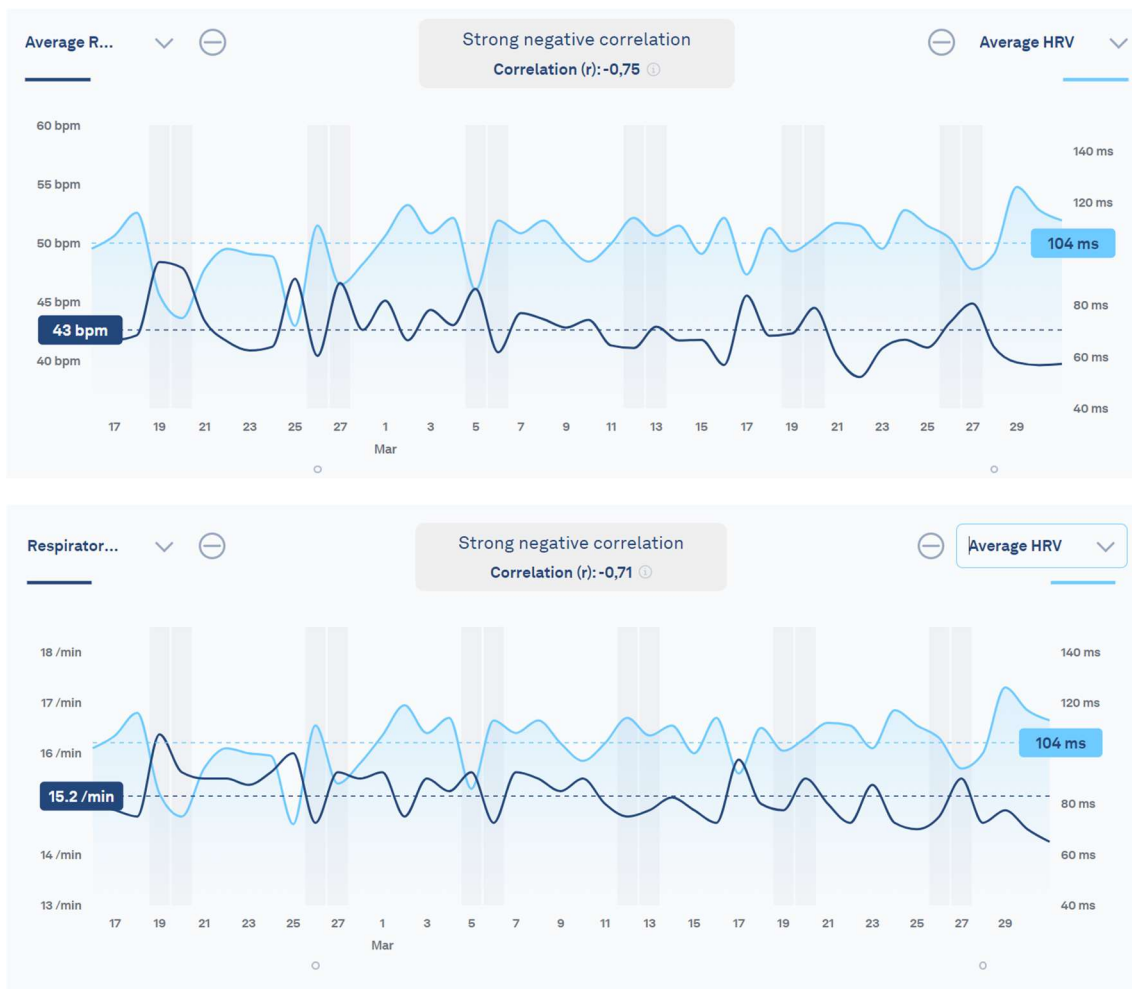 Average R...
Strong negative correlation
Correlation (r): -0,75
Average HRV
60 bpm
55 bpm
50 bpm
45 bpm
43 bpm
40 bpm
140 ms
120 ms
104 ms
80 ms
60 ms
40 ms
17 19 21 23 25 27 1 3 5 7 9 11 13 15 17 19 21 23 25 27 29
Mar
Respirator...
Strong negative correlation
Correlation (r): -0,71
Average HRV
18 /min
17 /min
16 /min
15.2 /min
14 /min
13 /min
140 ms
120 ms
104 ms
80 ms
60 ms
40 ms
17 19 21 23 25 27 1 3 5 7 9 11 13 15 17 19 21 23 25 27 29
Mar